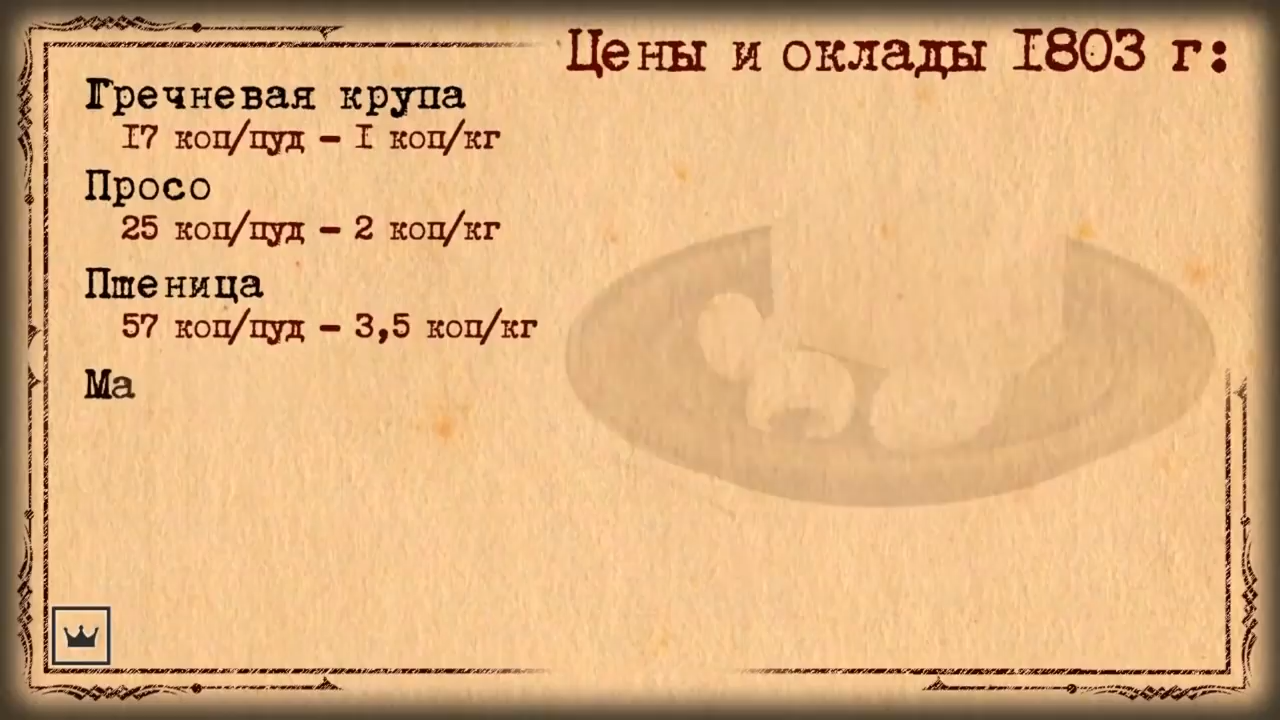 Цены и оклады 1803 г:
Гречневая крупа
17 коп/пуд – 1 коп/кг
Просо
25 коп/пуд – 2 коп/кг
Пшеница
57 коп/пуд – 3,5 коп/кг
Ма